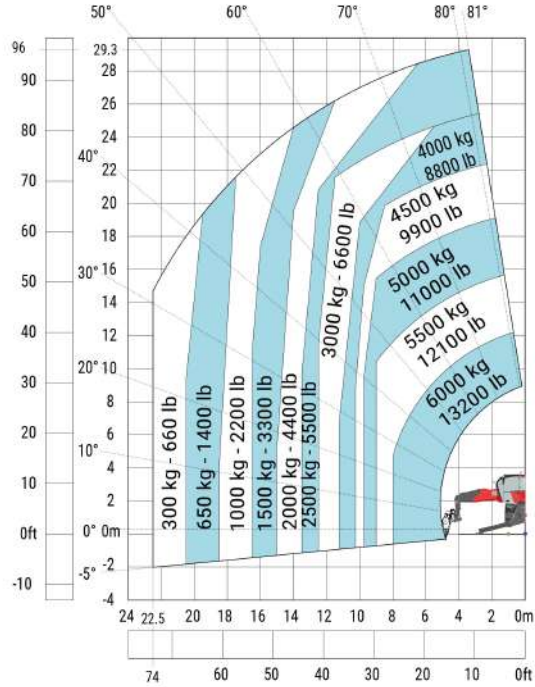 50° 60° 70° 80° 81°
96 29.3
90 28
26
80 24
40° 22
70 20
60 18
30° 16
50 14
40 12
20° 10
30 8
20 6
10° 4
10 2
0ft 0° 0m
-5° -2
-10 -4
4000 kg
8800 lb
4500 kg
9900 lb
5000 kg
11000 lb
5500 kg
12100 lb
6000 kg
13200 lb
300 kg - 660 lb
650 kg - 1400 lb
1000 kg - 2200 lb
1500 kg - 3300 lb
2000 kg - 4400 lb
2500 kg - 5500 lb
3000 kg - 6600 lb
24 22.5 20 18 16 14 12 10 8 6 4 2 0m
74 60 50 40 30 20 10 0ft